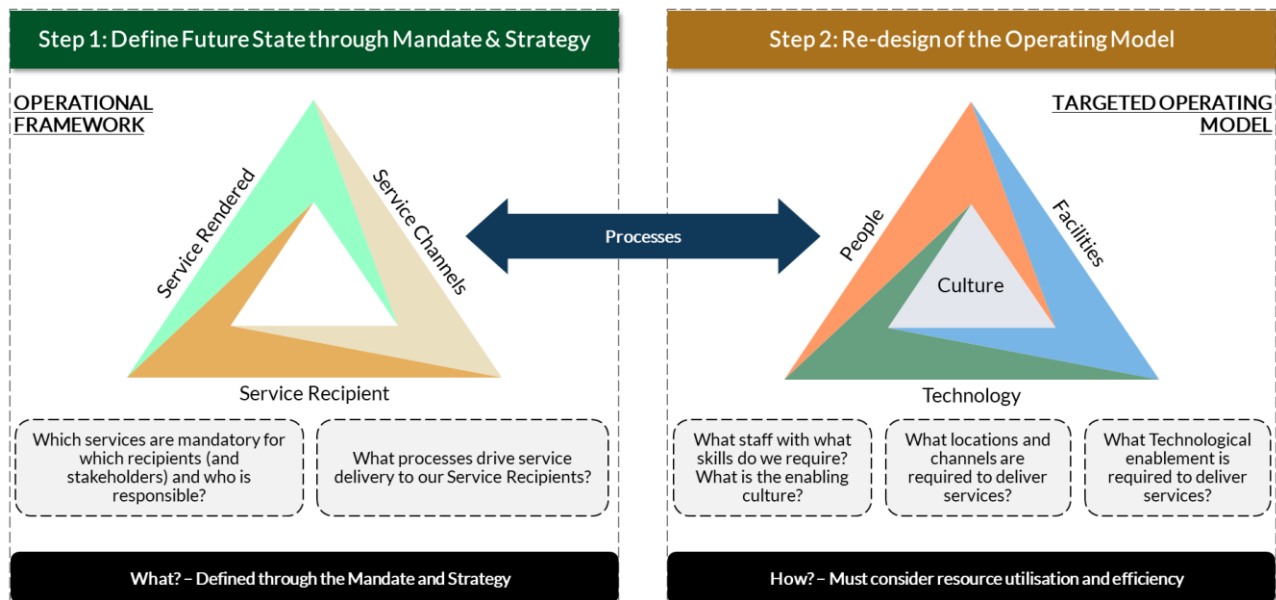 Step 1: Define Future State through Mandate & Strategy
OPERATIONAL
FRAMEWORK
Service Rendered
Service Channels
Service Recipient
Which services are mandatory for
which recipients (and
stakeholders) and who is
responsible?
What processes drive service
delivery to our Service Recipients?
What? – Defined through the Mandate and Strategy
Processes
Step 2: Re-design of the Operating Model
TARGETED OPERATING
MODEL
People
Facilities
Culture
Technology
What staff with what
skills do we require?
What is the enabling
culture?
What locations and
channels are
required to deliver
services?
What Technological
enablement is
required to deliver
services?
How? – Must consider resource utilisation and efficiency